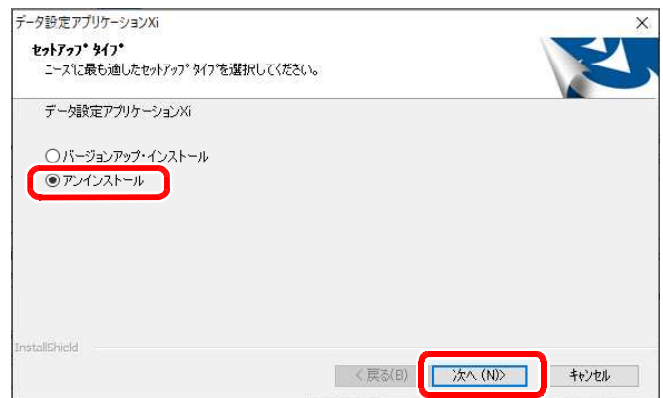 データ設定アプリケーションXi
セットアップ タイプ
ニーズに最も適したセットアップ タイプを選択してください。
データ設定アプリケーションXi
バージョンアップ・インストール
アンインストール
InstallShield
< 戻る(B) 次へ (N)> キャンセル